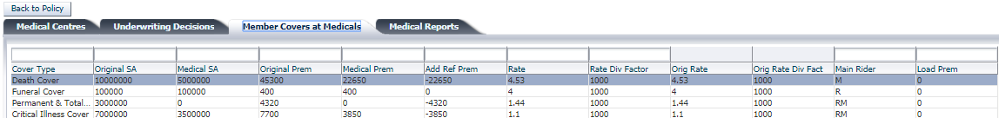 Back to Policy
Medical Centres Underwriting Decisions Member Covers at Medicals Medical Reports
Cover Type Original SA Medical SA Original Prem Medical Prem Add Ref Prem Rate Rate Div Factor Orig Rate Orig Rate Div Fact Main Rider Load Prem
Death Cover 10000000 5000000 45300 22650 -22650 4.53 1000 4.53 1000 M 0
Funeral Cover 100000 100000 400 400 0 4 1000 4 1000 R 0
Permanent & Total... 3000000 0 4320 0 -4320 1.44 1000 1.44 1000 RM 0
Critical Illness Cover 7000000 3500000 7700 3850 -3850 1.1 1000 1.1 1000 RM 0